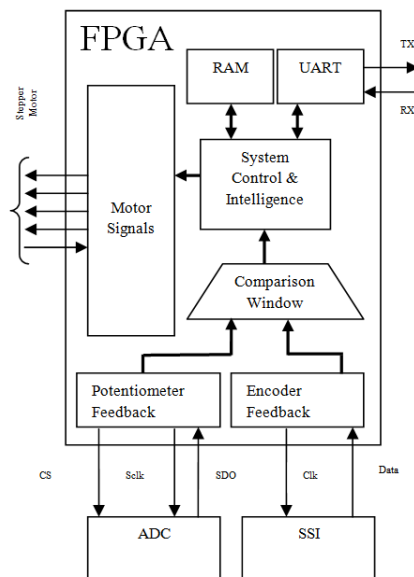 FPGA
RAM
UART
TX
RX
Stepper
Motor
System
Control &
Intelligence
Motor
Signals
Comparison
Window
Potentiometer
Feedback
Encoder
Feedback
CS
Sclk
SDO
Clk
Data
ADC
SSI